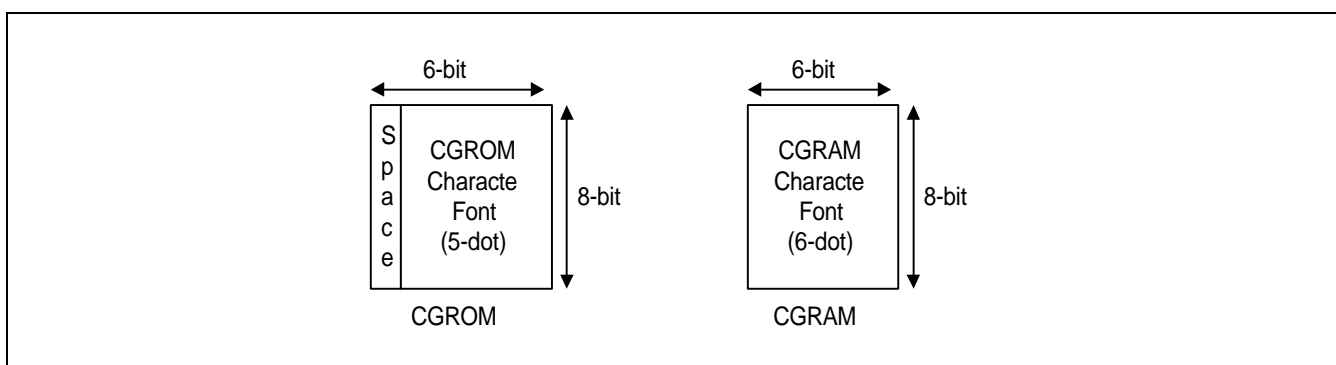 6-bit
Space
CGROM
Characte
Font
(5-dot)
8-bit
CGROM
6-bit
CGRAM
Characte
Font
(6-dot)
8-bit
CGRAM